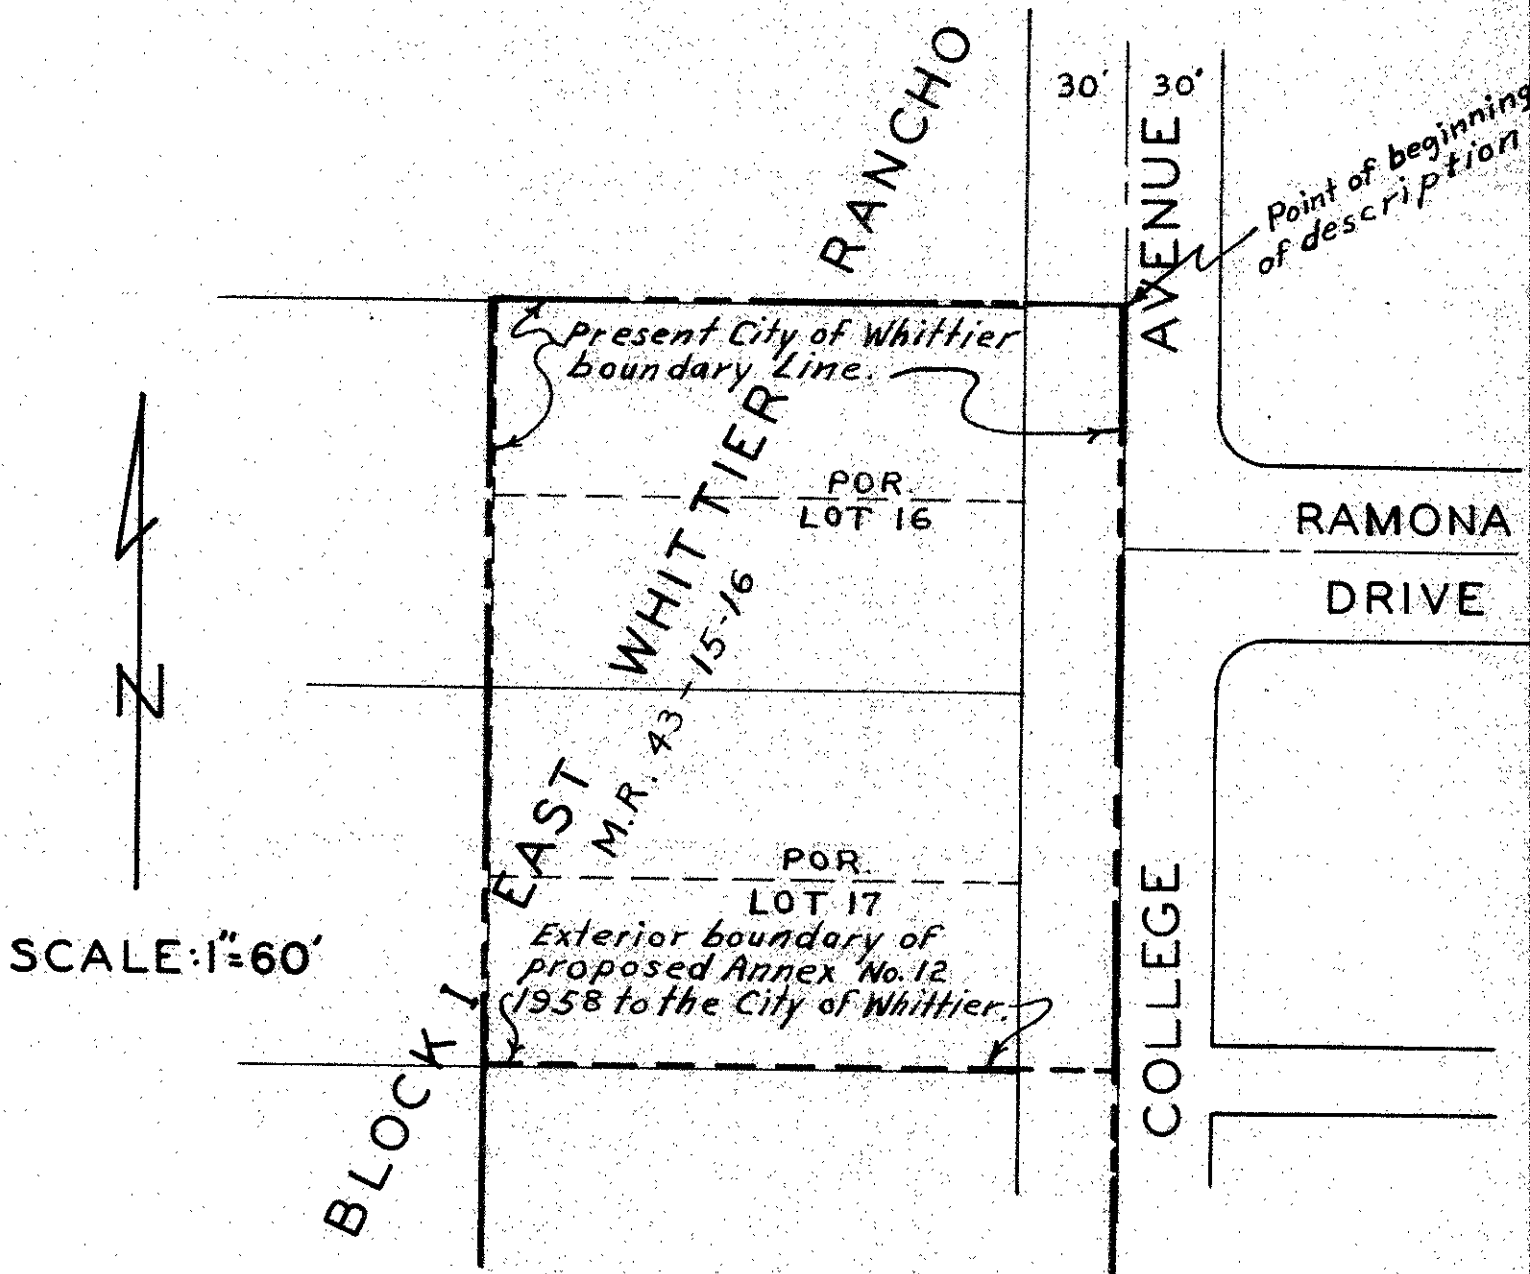 RANCHO
30'
30'
Point of beginning
of description
AVENUE
Present City of Whittier
boundary Line.
POR.
LOT 16
RAMONA
DRIVE
EAST WHITTIER
M.R. 43-15-16
N
POR.
LOT 17
COLLEGE
SCALE: 1"=60'
Exterior boundary of
proposed Annex No. 12
1958 to the City of Whittier.
BLOCK 1